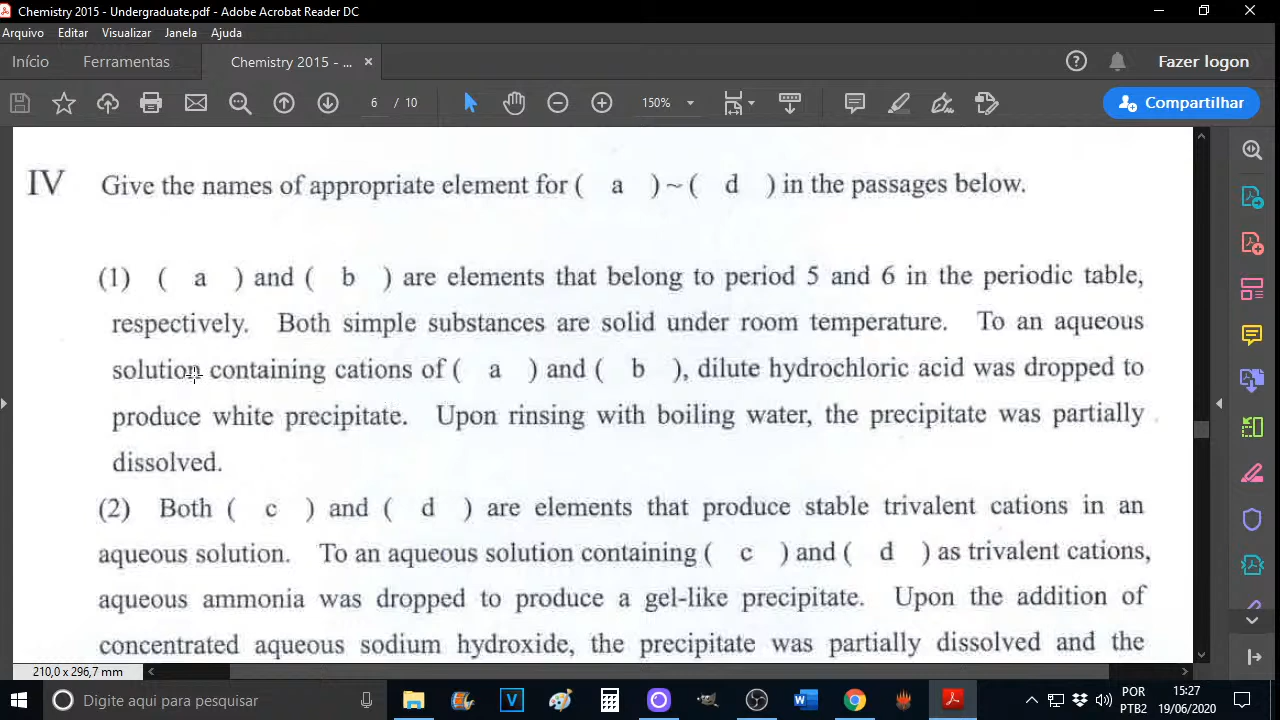 Chemistry 2015 - Undergraduate.pdf - Adobe Acrobat Reader DC
Arquivo Editar Visualizar Janela Ajuda
Início Ferramentas Chemistry 2015 - ... × Fazer logon
6 / 10 150% Compartilhar
IV Give the names of appropriate element for ( a ) ~ ( d ) in the passages below.
(1) ( a ) and ( b ) are elements that belong to period 5 and 6 in the periodic table,
respectively. Both simple substances are solid under room temperature. To an aqueous
solution containing cations of ( a ) and ( b ), dilute hydrochloric acid was dropped to
produce white precipitate. Upon rinsing with boiling water, the precipitate was partially
dissolved.
(2) Both ( c ) and ( d ) are elements that produce stable trivalent cations in an
aqueous solution. To an aqueous solution containing ( c ) and ( d ) as trivalent cations,
aqueous ammonia was dropped to produce a gel-like precipitate. Upon the addition of
concentrated aqueous sodium hydroxide, the precipitate was partially dissolved and the
210,0 x 296,7 mm
Digite aqui para pesquisar
POR
PTB2
15:27
19/06/2020